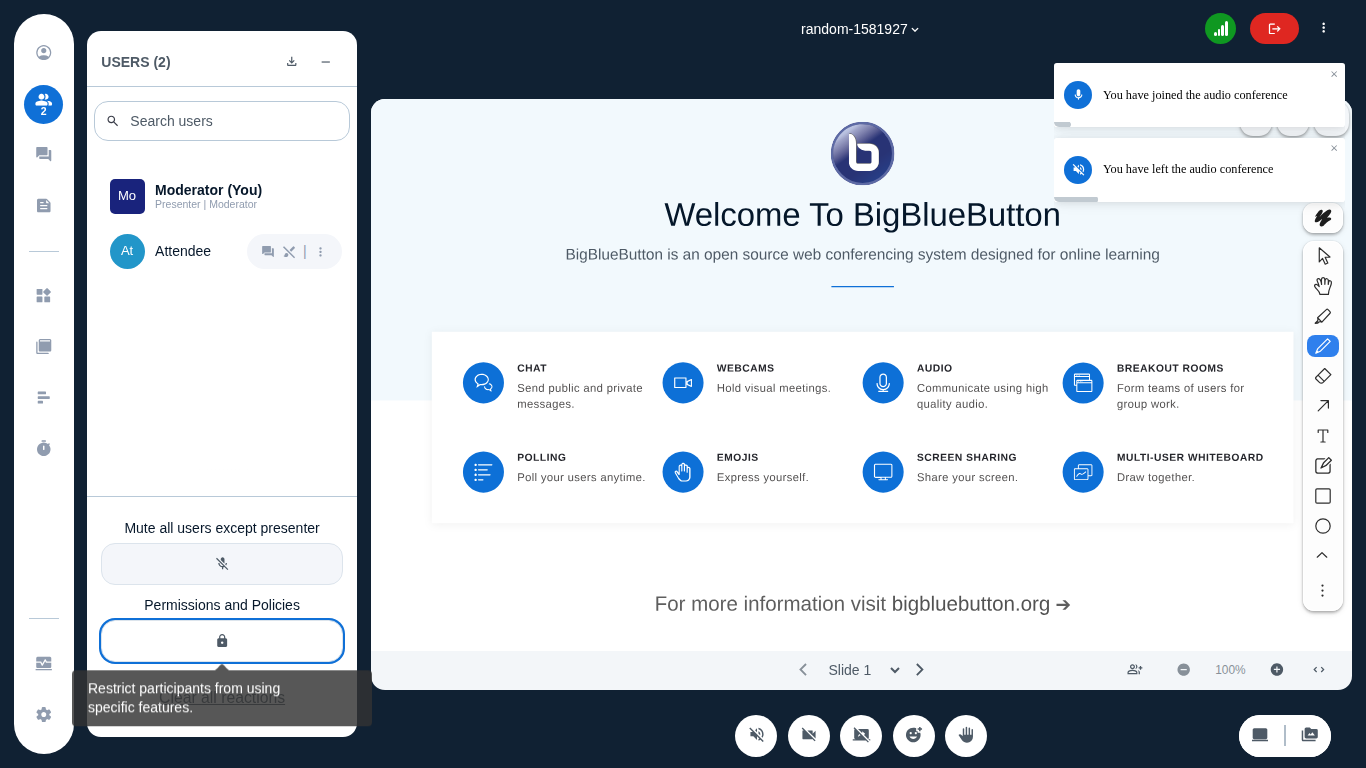 random-1581927
USERS (2)
2
Search users
Mo
Moderator (You)
Presenter | Moderator
At
Attendee
Mute all users except presenter
Permissions and Policies
Clear all reactions
Restrict participants from using
specific features.
You have joined the audio conference
You have left the audio conference
Welcome To BigBlueButton
BigBlueButton is an open source web conferencing system designed for online learning
CHAT
Send public and private
messages.
WEBCAMS
Hold visual meetings.
AUDIO
Communicate using high
quality audio.
BREAKOUT ROOMS
Form teams of users for
group work.
POLLING
Poll your users anytime.
EMOJIS
Express yourself.
SCREEN SHARING
Share your screen.
MULTI-USER WHITEBOARD
Draw together.
For more information visit bigbluebutton.org ➔
Slide 1
100%